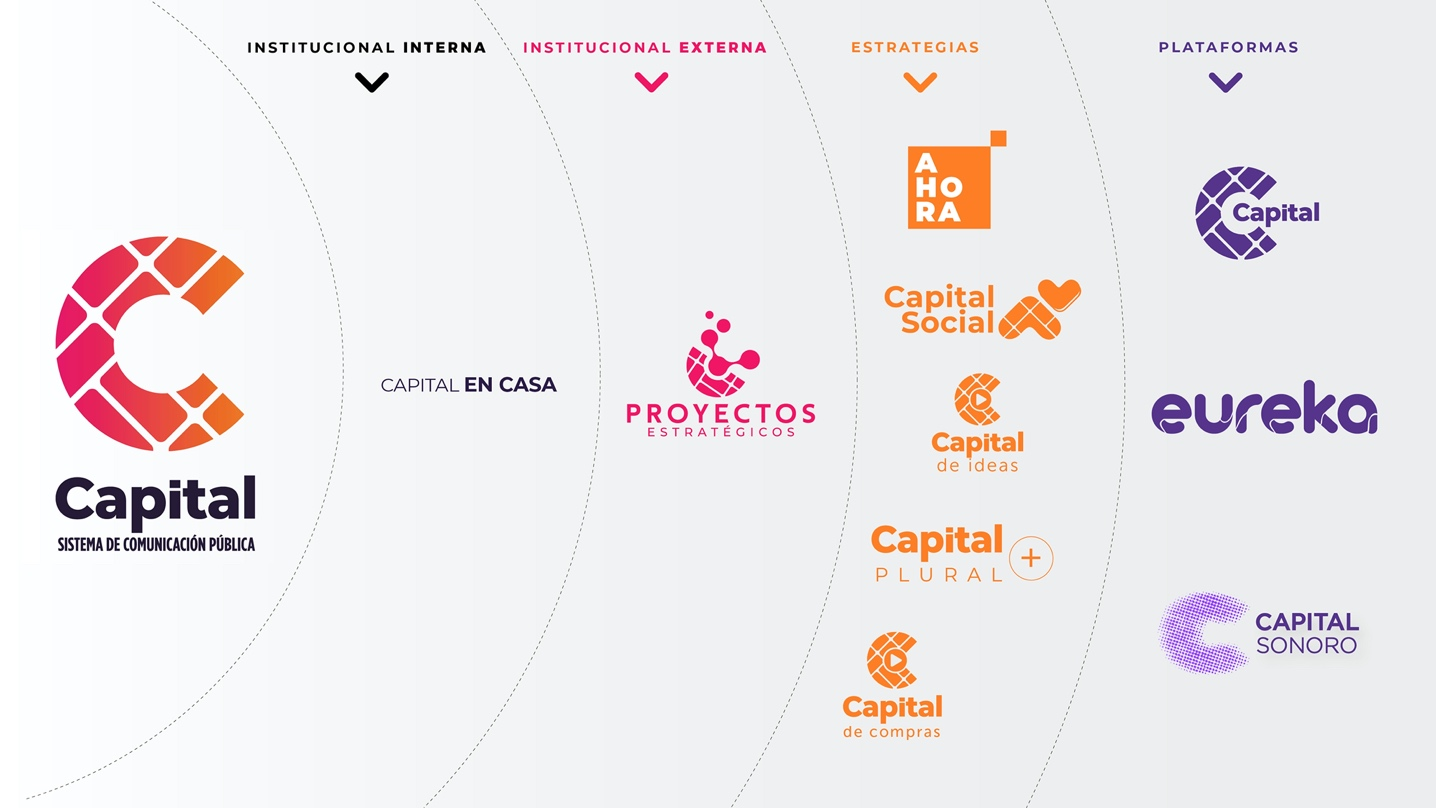 INSTITUCIONAL INTERNA
INSTITUCIONAL EXTERNA
ESTRATEGIAS
PLATAFORMAS
Capital
SISTEMA DE COMUNICACIÓN PÚBLICA
CAPITAL EN CASA
PROYECTOS
ESTRATÉGICOS
A
HO
RA
Capital
Social
Capital
de ideas
Capital
PLURAL +
Capital
de compras
Capital
eureka
CAPITAL
SONORO